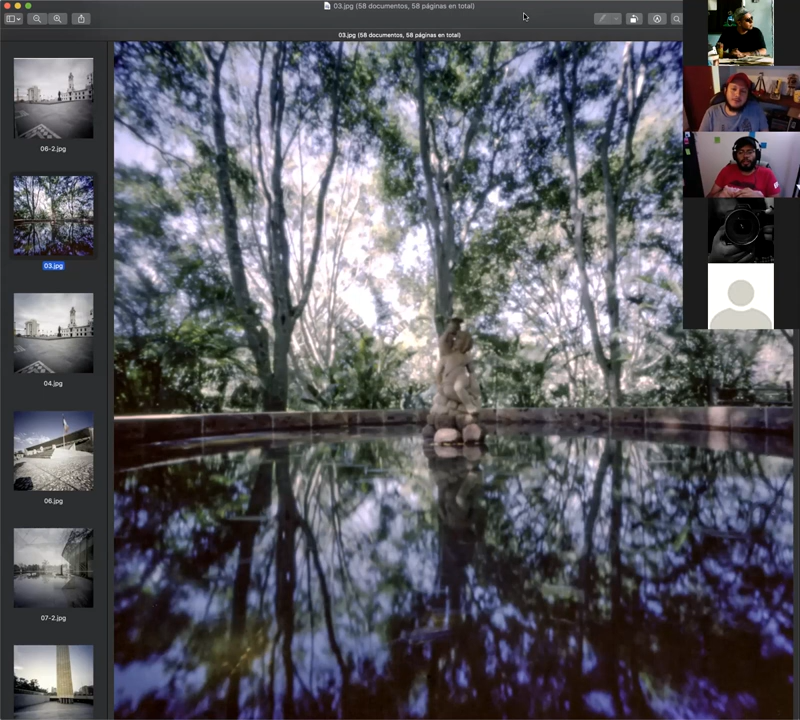 03.jpg (58 documentos, 58 páginas en total)
03.jpg (58 documentos, 58 páginas en total)
06-2.jpg
03.jpg
04.jpg
06.jpg
07-2.jpg